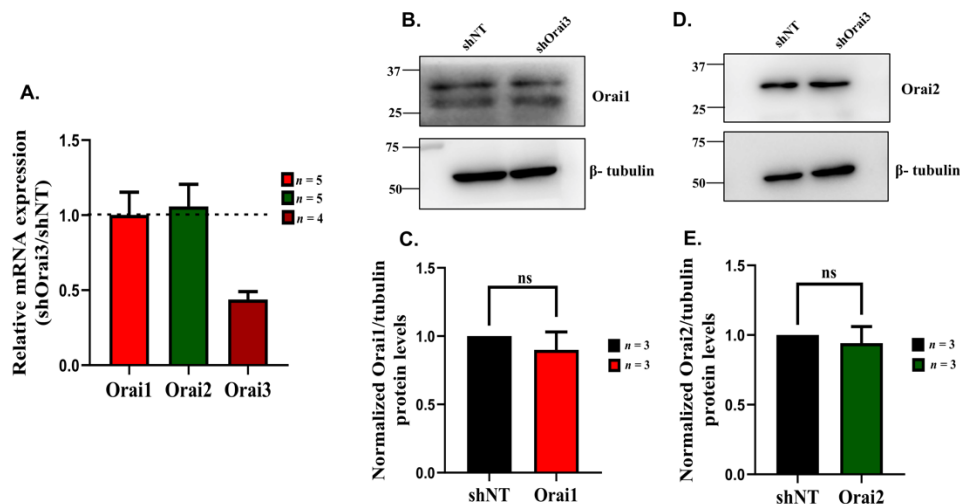 A.
Relative mRNA expression
(shOrai3/shNT)
1.5
1.0
0.5
0.0
Orai1 Orai2 Orai3
n = 5
n = 5
n = 4
B.
shNT shOrai3
37
25
Orai1
75
50
β- tubulin
C.
Normalized Orai1/tubulin
protein levels
1.5
1.0
0.5
0.0
ns
shNT Orai1
n = 3
n = 3
D.
shNT shOrai3
37
25
Orai2
75
50
β- tubulin
E.
Normalized Orai2/tubulin
protein levels
1.5
1.0
0.5
0.0
ns
shNT Orai2
n = 3
n = 3